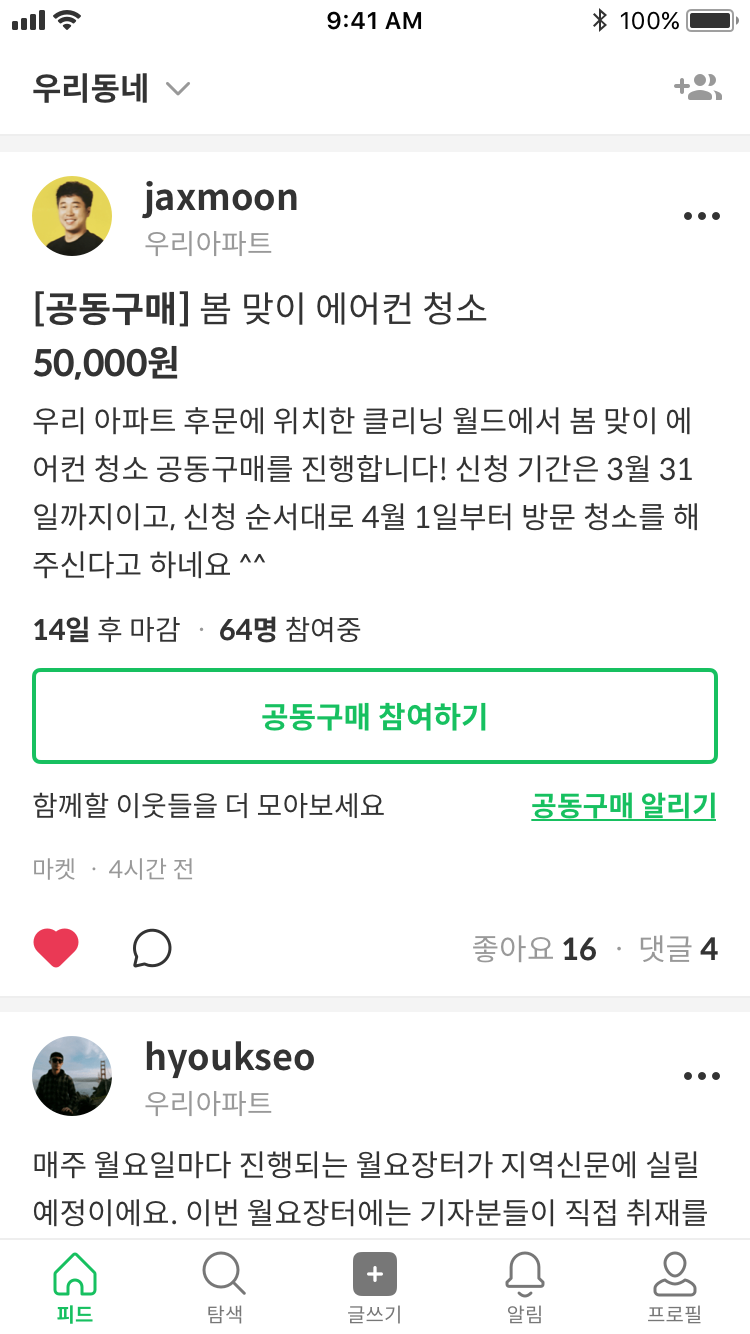 9:41 AM 100%
우리동네
jaxmoon
우리아파트
[공동구매] 봄 맞이 에어컨 청소
50,000원
우리 아파트 후문에 위치한 클리닝 월드에서 봄 맞이 에
어컨 청소 공동구매를 진행합니다! 신청 기간은 3월 31
일까지이고, 신청 순서대로 4월 1일부터 방문 청소를 해
주신다고 하네요 ^^
14일 후 마감 · 64명 참여중
공동구매 참여하기
함께할 이웃들을 더 모아보세요 공동구매 알리기
마켓 · 4시간 전
좋아요 16 · 댓글 4
hyoukseo
우리아파트
매주 월요일마다 진행되는 월요장터가 지역신문에 실릴
예정이에요. 이번 월요장터에는 기자분들이 직접 취재를
피드 탐색 글쓰기 알림 프로필